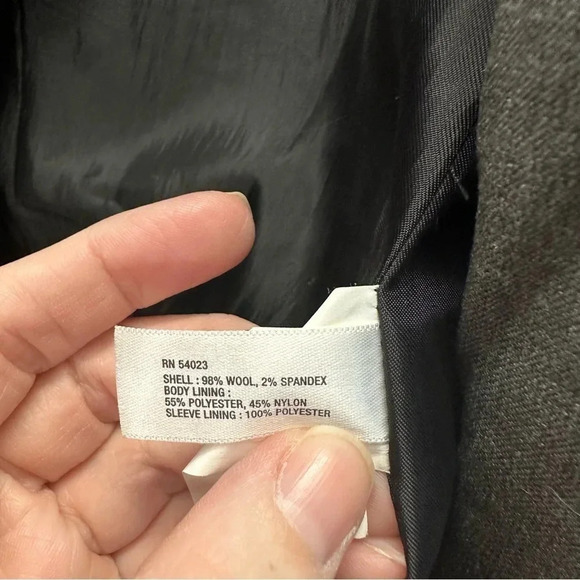 RN 54023
SHELL : 98% WOOL, 2% SPANDEX
BODY LINING :
55% POLYESTER, 45% NYLON
SLEEVE LINING : 100% POLYESTER